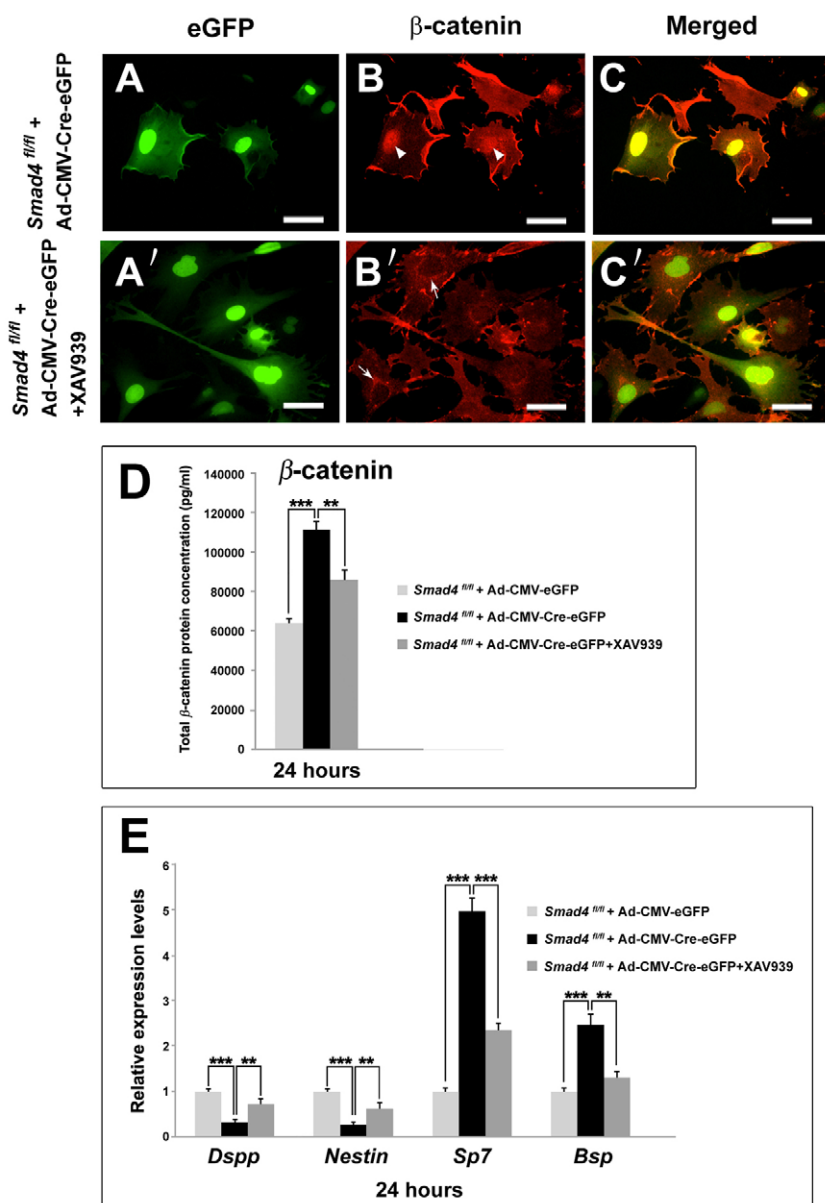 eGFP
β-catenin
Merged
Smad4 fl/fl +
Ad-CMV-Cre-eGFP
A
B
C
Smad4 fl/fl +
Ad-CMV-Cre-eGFP
+XAV939
A′
B′
C′
D
β-catenin
Total β-catenin protein concentration (pg/ml)
140000
120000
100000
80000
60000
40000
20000
0
*** **
24 hours
Smad4 fl/fl + Ad-CMV-eGFP
Smad4 fl/fl + Ad-CMV-Cre-eGFP
Smad4 fl/fl + Ad-CMV-Cre-eGFP+XAV939
E
Relative expression levels
6
5
4
3
2
1
0
*** **
*** **
*** ***
*** **
Smad4 fl/fl + Ad-CMV-eGFP
Smad4 fl/fl + Ad-CMV-Cre-eGFP
Smad4 fl/fl + Ad-CMV-Cre-eGFP+XAV939
Dspp Nestin Sp7 Bsp
24 hours